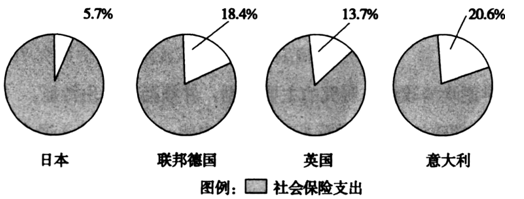 5.7% 18.4% 13.7% 20.6%
日本 联邦德国 英国 意大利
图例： 社会保险支出